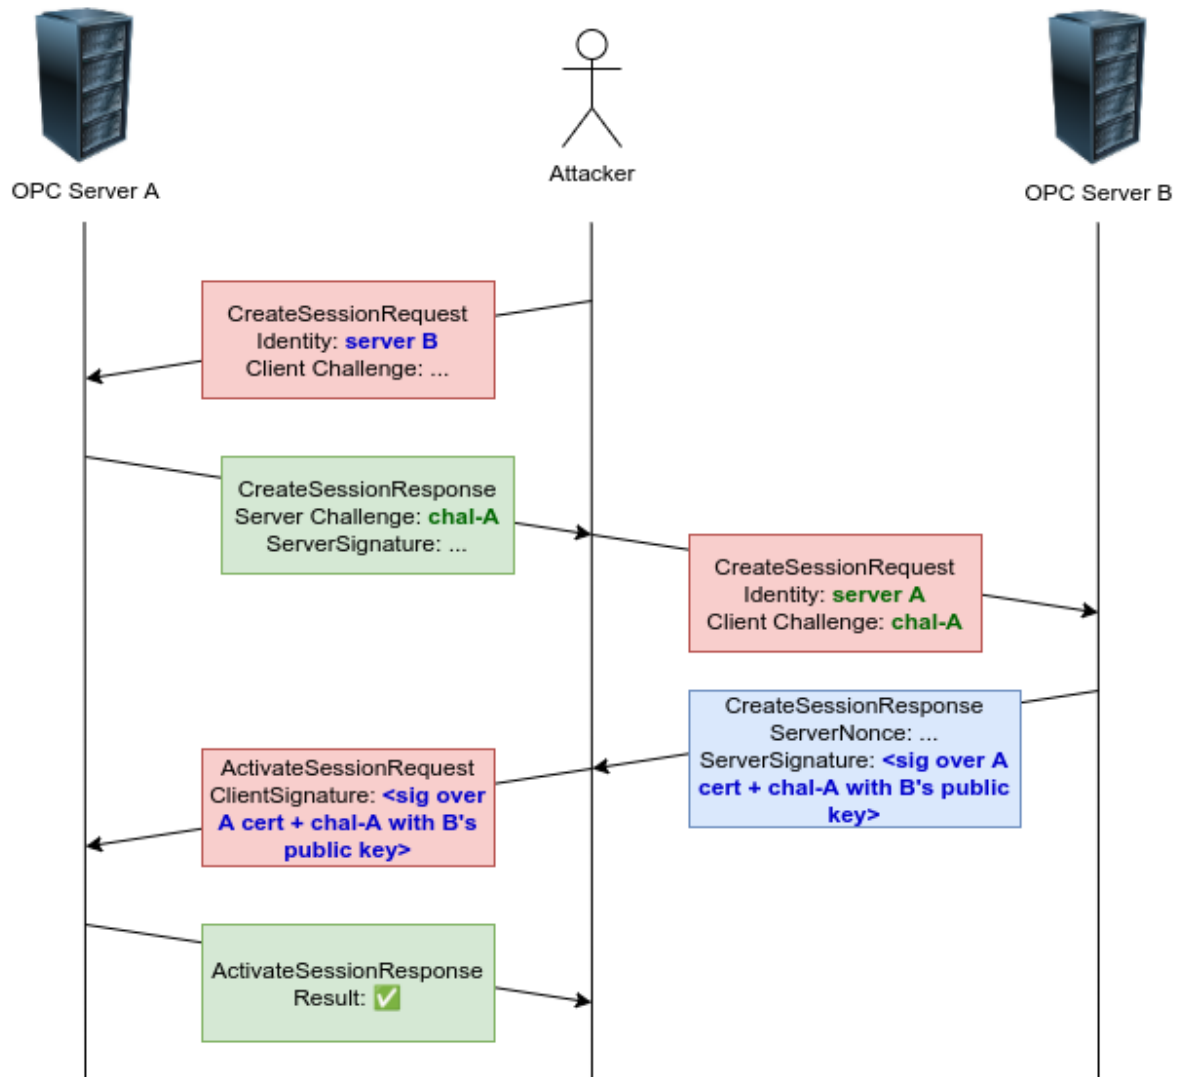 OPC Server A
Attacker
OPC Server B
CreateSessionRequest
Identity: server B
Client Challenge: ...
CreateSessionResponse
Server Challenge: chal-A
ServerSignature: ...
CreateSessionRequest
Identity: server A
Client Challenge: chal-A
CreateSessionResponse
ServerNonce: ...
ServerSignature: <sig over A
cert + chal-A with B's public
key>
ActivateSessionRequest
ClientSignature: <sig over
A cert + chal-A with B's
public key>
ActivateSessionResponse
Result: ✅